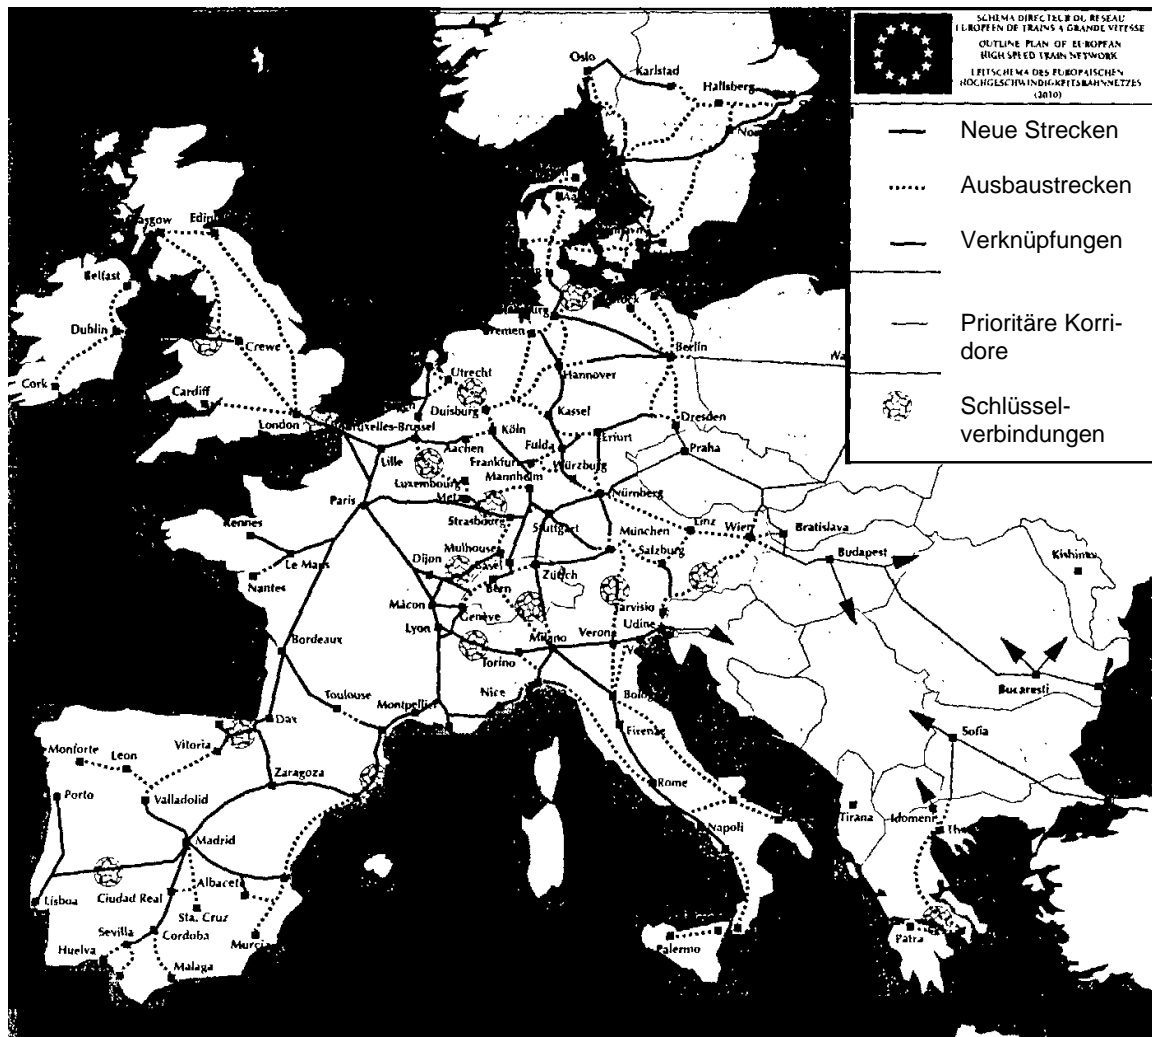 SCHEMA DIRECTEUR DU RESEAU
EUROPEEN DE TRAINS A GRANDE VITESSE
OUTLINE PLAN OF EUROPEAN
HIGH SPEED TRAIN NETWORK
LEITSCHEMA DES EUROPAISCHEN
HOCHGESCHWINDIGKEITSBAHNNETZES
(2010)
Neue Strecken
Ausbaustrecken
Verknüpfungen
Prioritäre Korri-
dore
Schlüssel-
verbindungen
Oslo
Karlstad
Hallsberg
Belfast
Dublin
Cork
Crewe
Cardiff
London
Utrecht
Duisburg
Bruxelles-Brussel
Aachen
Köln
Lille
Luxembourg
Metz
Paris
Strasbourg
Berlin
Hannover
Kassel
Dresden
Erfurt
Fulda
Praha
Frankfurt
Würzburg
Mannheim
Nürnberg
Stuttgart
München
Linz
Wien
Bratislava
Salzburg
Budapest
Kishinev
Rennes
Le Mans
Nantes
Dijon
Mulhouse
Basel
Bern
Zürich
Mâcon
Genève
Lyon
Tarvisio
Udine
Milano
Verona
Torino
Bordeaux
Toulouse
Montpellier
Nice
Bologna
Firenze
Bucaresti
Sofia
Dax
Vitoria
Monforte
Leon
Zaragoza
Porto
Valladolid
Rome
Madrid
Napoli
Tirana
Lisboa
Ciudad Real
Albacete
Sta. Cruz
Sevilla
Cordoba
Huelva
Murcia
Malaga
Palermo
Patra